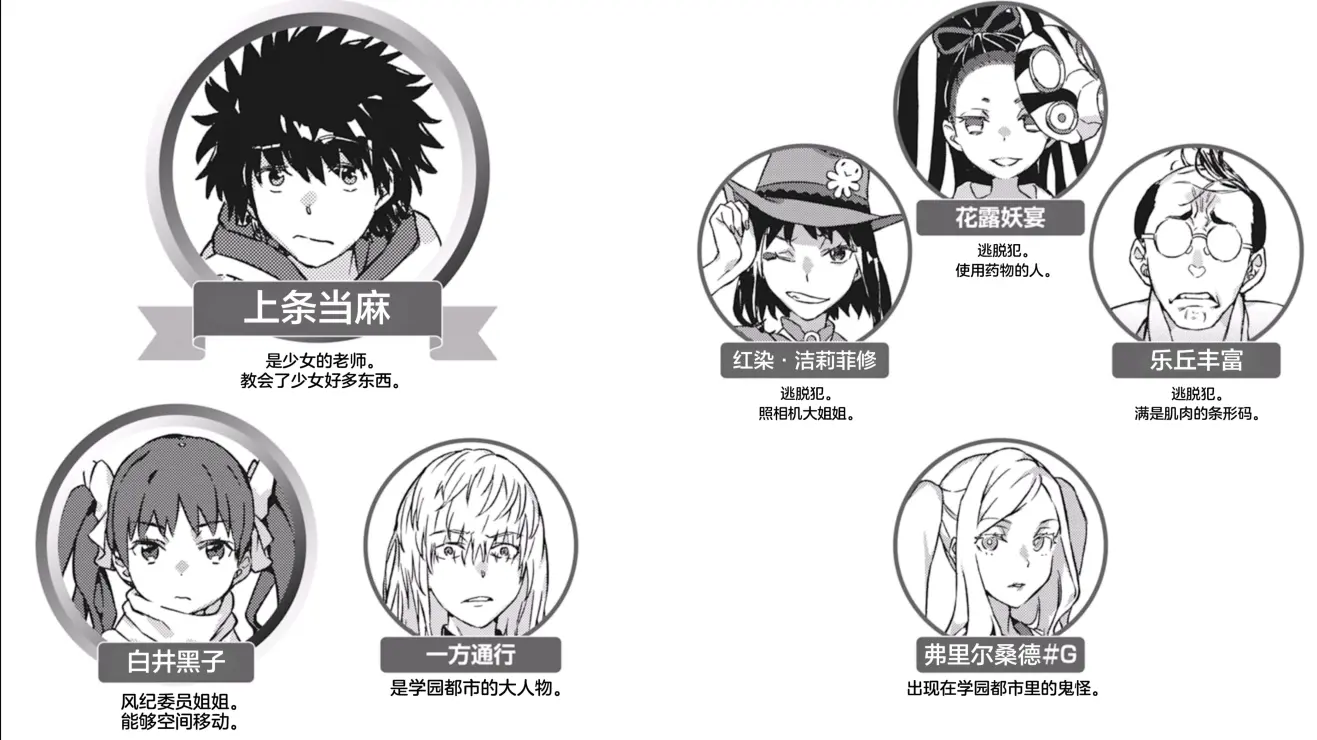 上条当麻
是少女的老师。
教会了少女好多东西。
白井黑子
风纪委员姐姐。
能够空间移动。
一方通行
是学园都市的大人物。
花露妖宴
逃脱犯。
使用药物的人。
红染·洁莉菲修
逃脱犯。
照相机大姐姐。
乐丘丰富
逃脱犯。
满是肌肉的条形码。
弗里尔桑德#G
出现在学园都市里的鬼怪。